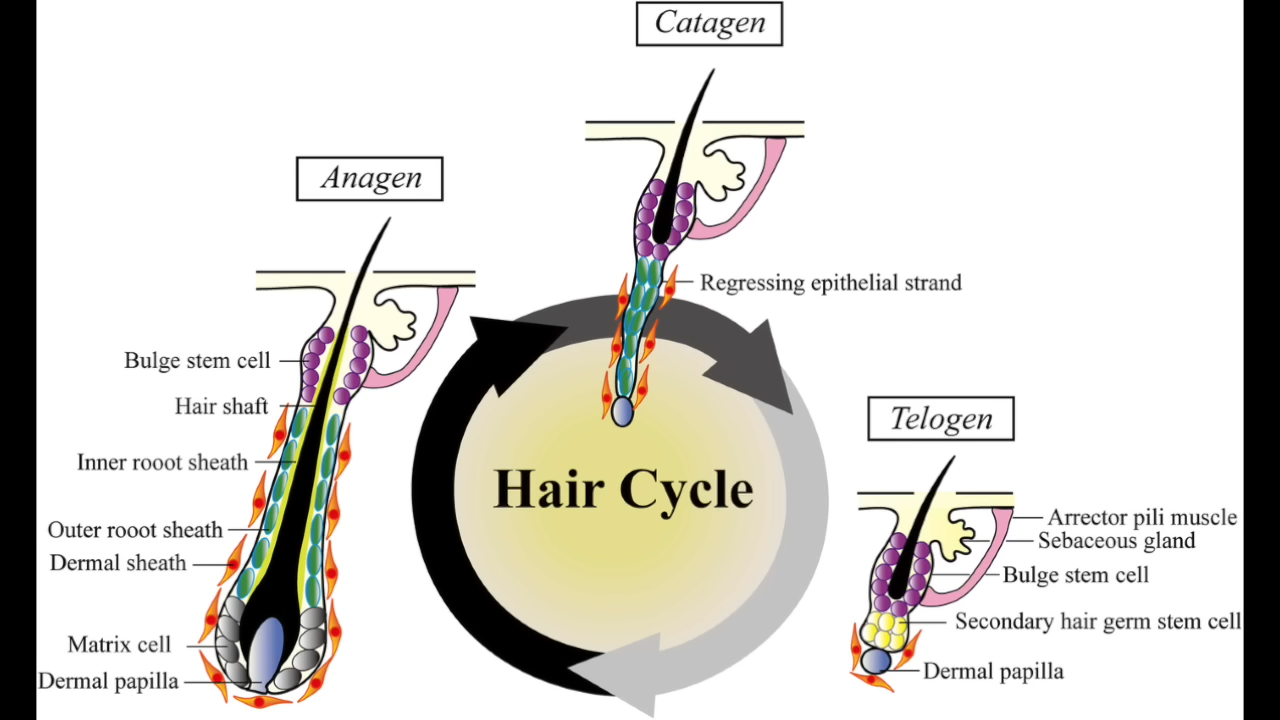 Catagen
Anagen
Regressing epithelial strand
Bulge stem cell
Hair shaft
Inner rooot sheath
Outer rooot sheath
Dermal sheath
Matrix cell
Dermal papilla
Hair Cycle
Telogen
Arrector pili muscle
Sebaceous gland
Bulge stem cell
Secondary hair germ stem cell
Dermal papilla